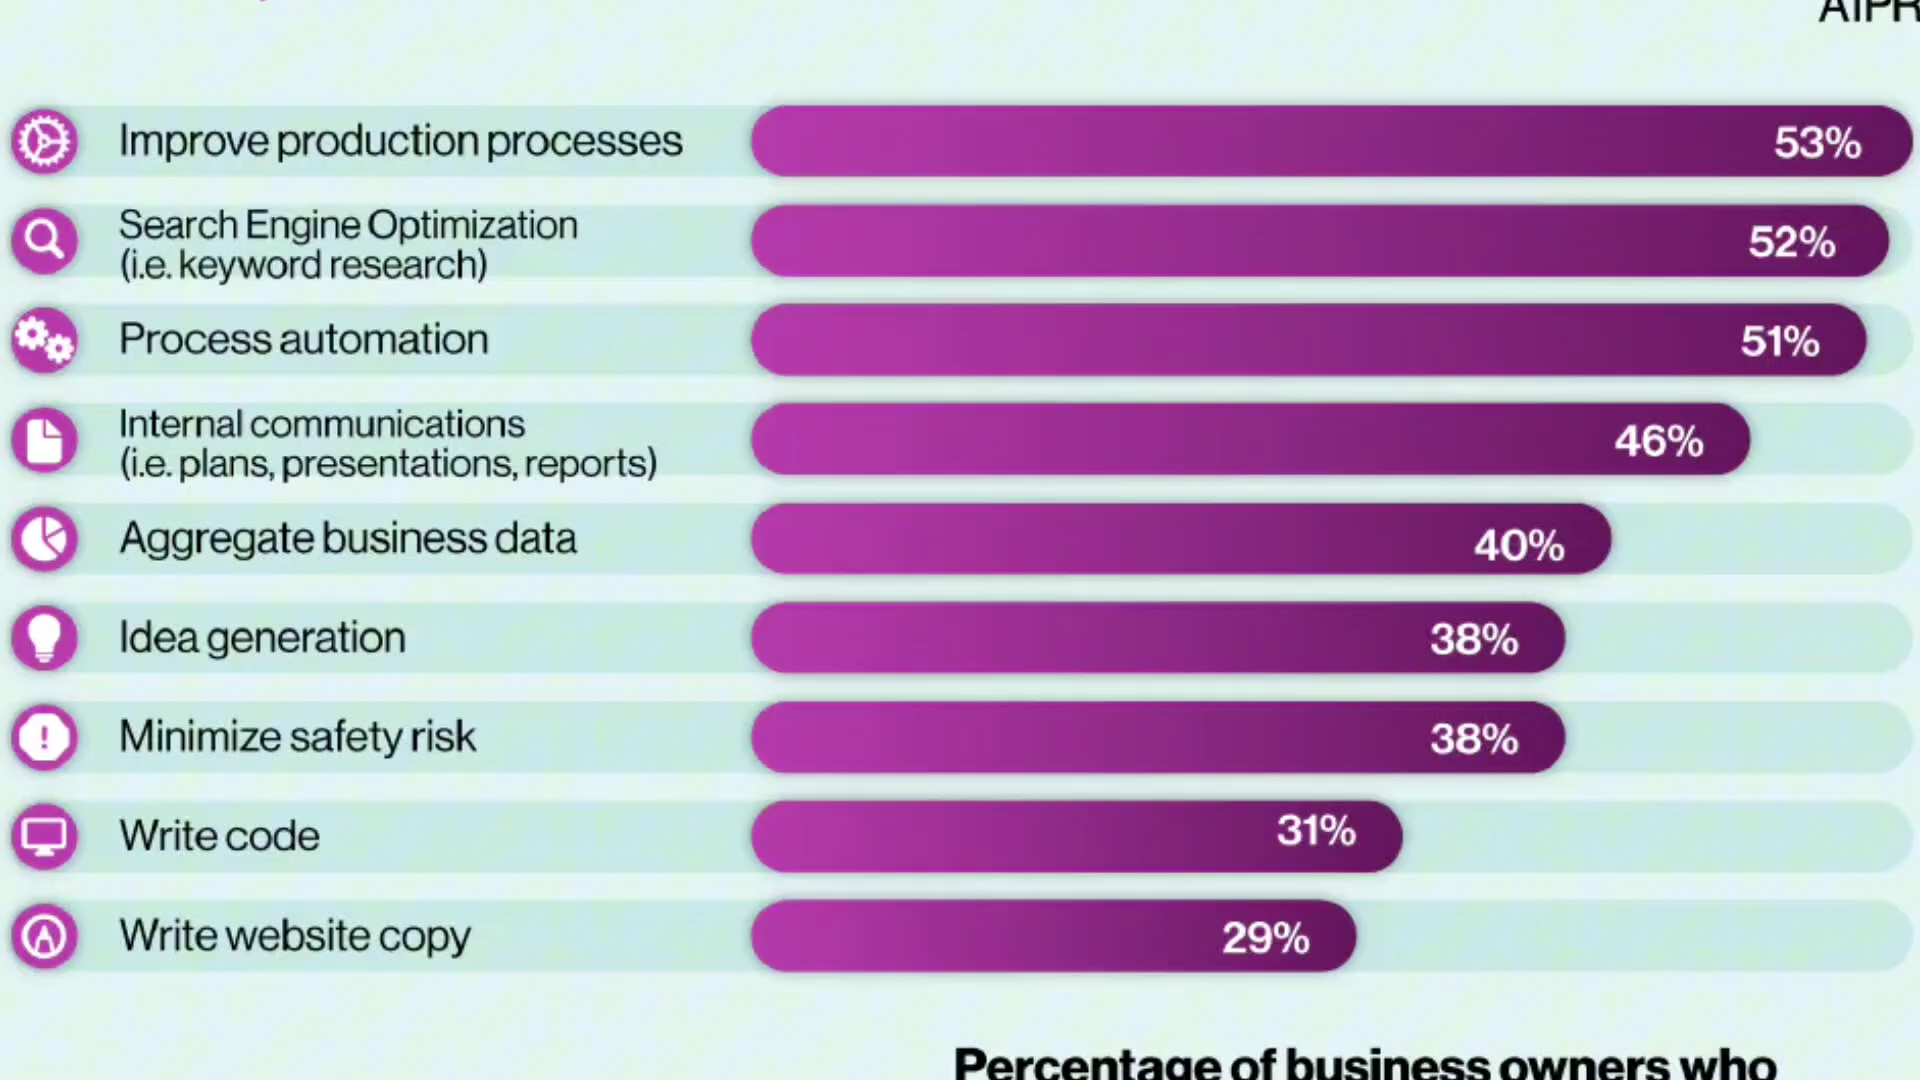 AIPR
Improve production processes
53%
Search Engine Optimization
(i.e. keyword research)
52%
Process automation
51%
Internal communications
(i.e. plans, presentations, reports)
46%
Aggregate business data
40%
Idea generation
38%
Minimize safety risk
38%
Write code
31%
Write website copy
29%
Percentage of business owners who